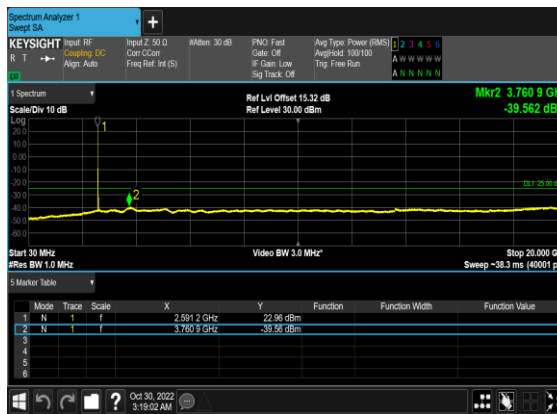 Spectrum Analyzer 1
Swept SA
KEYSIGHT
R T
LXI
Input: RF
Coupling: DC
Align: Auto
Input Z: 50 Ω
Corr CCorr
Freq Ref: Int (S)
#Atten: 30 dB
PNO: Fast
Gate: Off
IF Gain: Low
Sig Track: Off
Avg Type: Power (RMS)
Avg|Hold: 100/100
Trig: Free Run
1 2 3 4 5 6
A W W W W W
A N N N N N
1 Spectrum
Scale/Div 10 dB
Ref Lvl Offset 15.32 dB
Ref Level 30.00 dBm
Mkr2 3.760 9 GH
-39.562 dB
Log
20.0
10.0
0.00
-10.0
-20.0
-30.0
-40.0
-50.0
-60.0
1
2
DL1 -25.00 d
Start 30 MHz
#Res BW 1.0 MHz
Video BW 3.0 MHz*
Stop 20.000 G
Sweep ~38.3 ms (40001 p
5 Marker Table
Mode Trace Scale X Y Function Function Width Function Value
1 N 1 f 2.591 2 GHz 22.96 dBm
2 N 1 f 3.760 9 GHz -39.56 dBm
3
4
5
6
?
Oct 30, 2022
3:19:02 AM